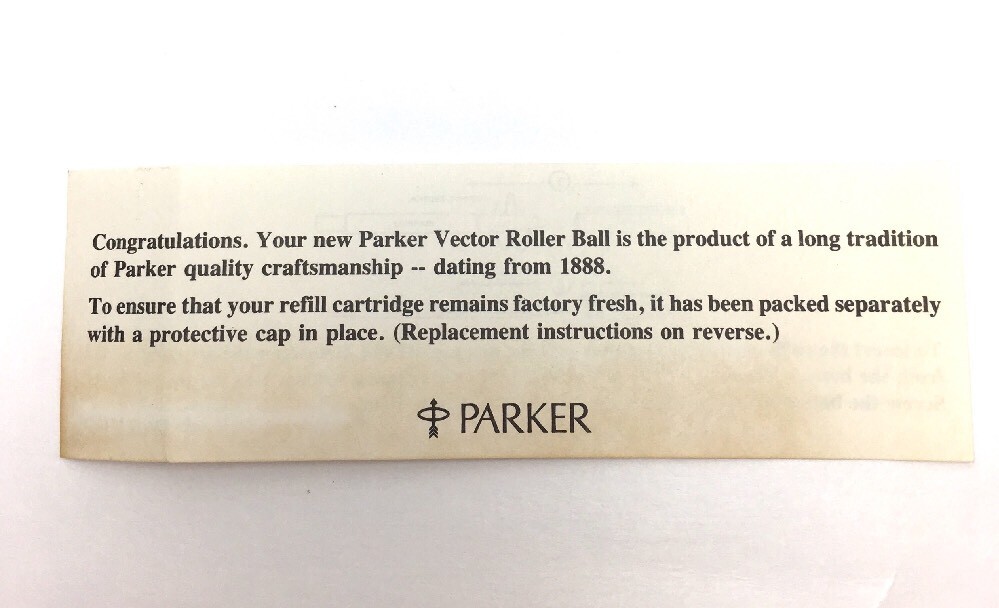 Congratulations. Your new Parker Vector Roller Ball is the product of a long tradition
of Parker quality craftsmanship -- dating from 1888.
To ensure that your refill cartridge remains factory fresh, it has been packed separately
with a protective cap in place. (Replacement instructions on reverse.)
PARKER